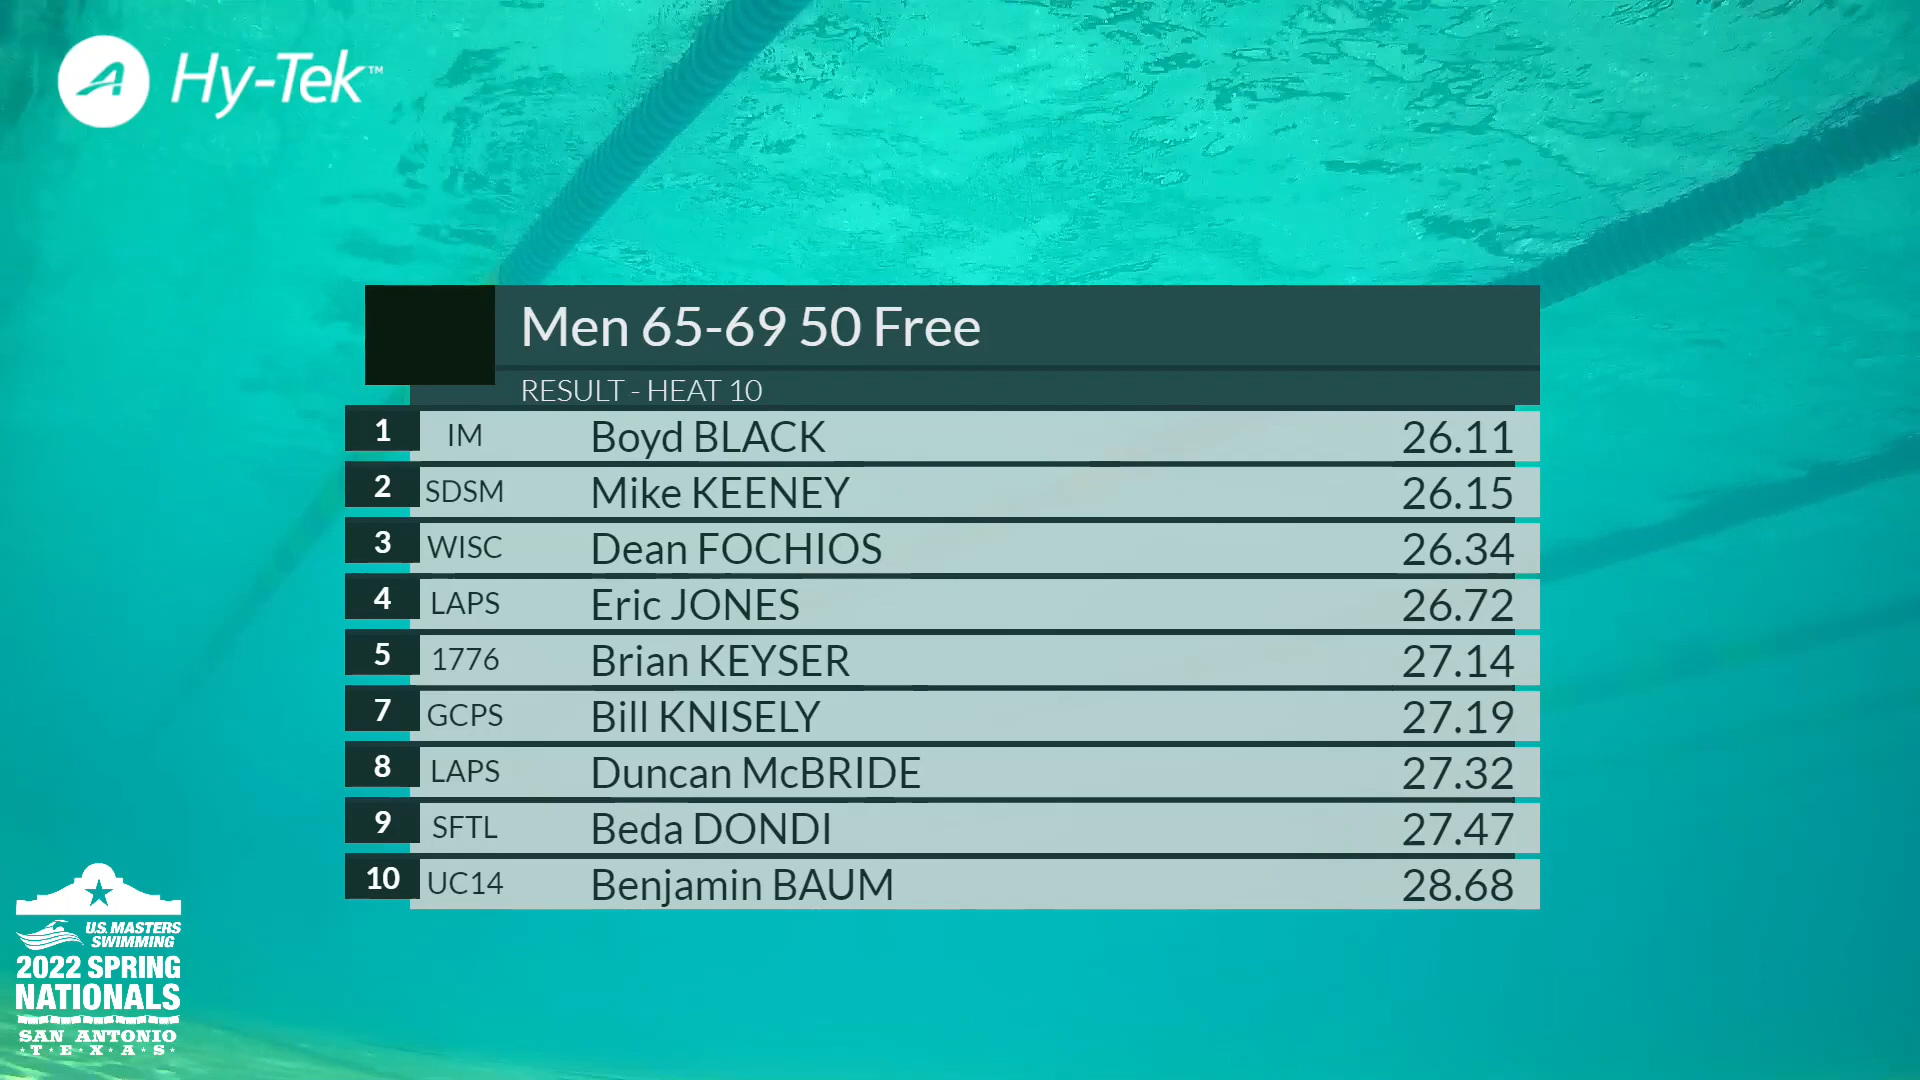 Hy-Tek™
Men 65-69 50 Free
RESULT - HEAT 10
1 IM Boyd BLACK 26.11
2 SDSM Mike KEENEY 26.15
3 WISC Dean FOCHIOS 26.34
4 LAPS Eric JONES 26.72
5 1776 Brian KEYSER 27.14
7 GCPS Bill KNISELY 27.19
8 LAPS Duncan McBRIDE 27.32
9 SFTL Beda DONDI 27.47
10 UC14 Benjamin BAUM 28.68
U.S. MASTERS
SWIMMING
2022 SPRING
NATIONALS
SAN ANTONIO
T·E·X·A·S